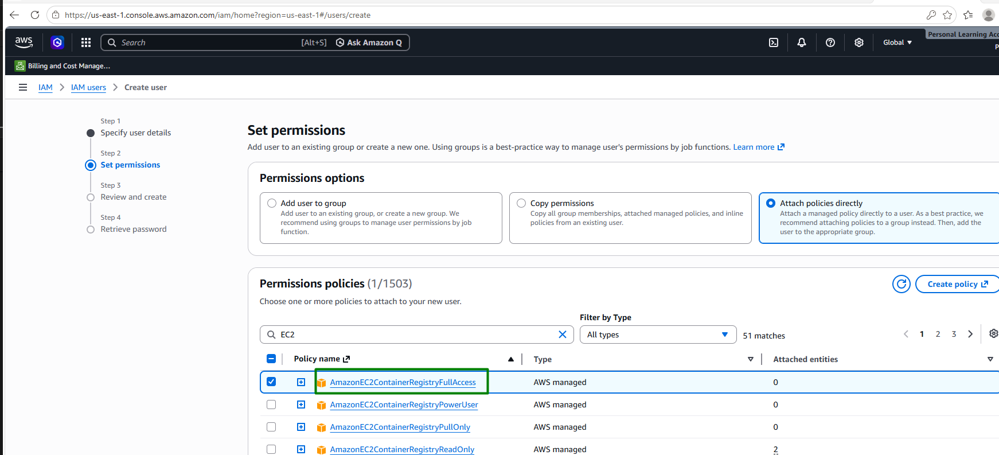 https://us-east-1.console.aws.amazon.com/iam/home?region=us-east-1#/users/create
aws
Search [Alt+S] Ask Amazon Q
Global
Personal Learning Acc
P
Billing and Cost Manage...
IAM > IAM users > Create user
Step 1
Specify user details
Step 2
Set permissions
Step 3
Review and create
Step 4
Retrieve password
Set permissions
Add user to an existing group or create a new one. Using groups is a best-practice way to manage user's permissions by job functions. Learn more
Permissions options
Add user to group
Add user to an existing group, or create a new group. We
recommend using groups to manage user permissions by job
function.
Copy permissions
Copy all group memberships, attached managed policies, and inline
policies from an existing user.
Attach policies directly
Attach a managed policy directly to a user. As a best practice, we
recommend attaching policies to a group instead. Then, add the
user to the appropriate group.
Permissions policies (1/1503)
Create policy
Choose one or more policies to attach to your new user.
Filter by Type
EC2
All types
51 matches
1 2 3
Policy name Type Attached entities
AmazonEC2ContainerRegistryFullAccess AWS managed 0
AmazonEC2ContainerRegistryPowerUser AWS managed 0
AmazonEC2ContainerRegistryPullOnly AWS managed 0
AmazonEC2ContainerRegistryReadOnly AWS managed 2